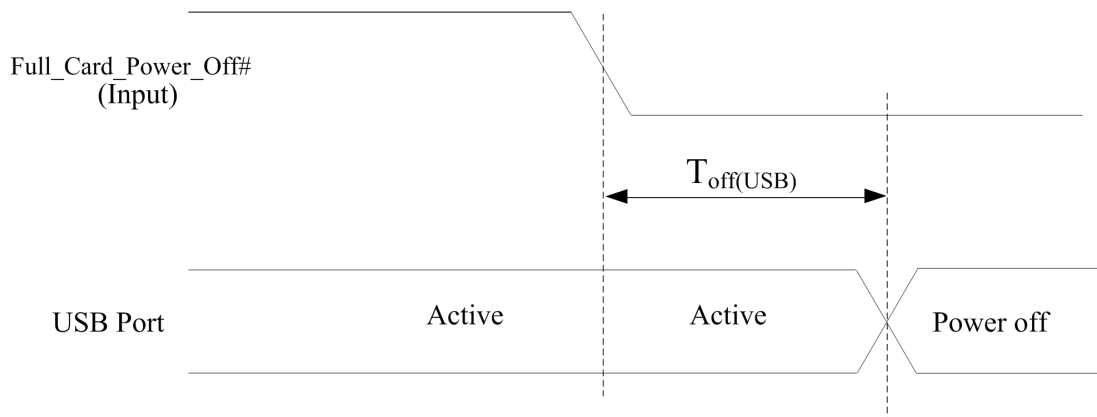 Full_Card_Power_Off#
(Input)
Toff(USB)
USB Port
Active
Active
Power off